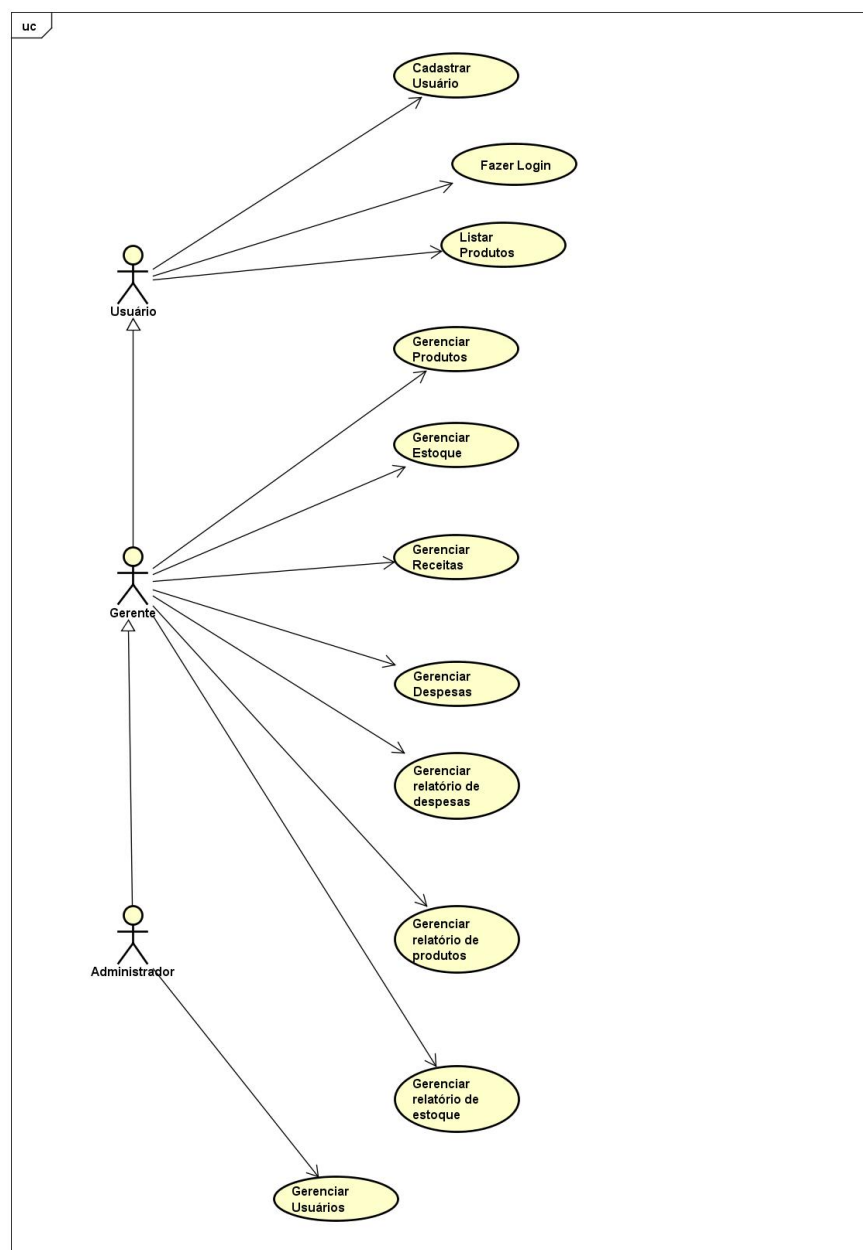 uc
Cadastrar
Usuário
Fazer Login
Listar
Produtos
Usuário
Gerenciar
Produtos
Gerenciar
Estoque
Gerenciar
Receitas
Gerente
Gerenciar
Despesas
Gerenciar
relatório de
despesas
Gerenciar
relatório de
produtos
Administrador
Gerenciar
relatório de
estoque
Gerenciar
Usuários